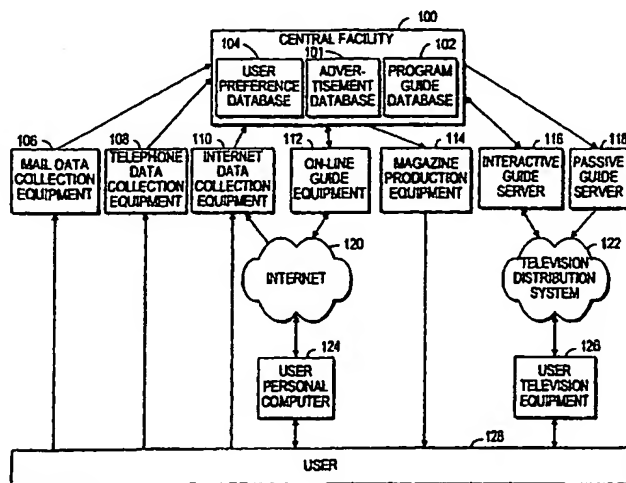 100
CENTRAL FACILITY
104
101
102
USER
PREFERENCE
DATABASE
ADVER-
TISEMENT
DATABASE
PROGRAM
GUIDE
DATABASE
106
108
110
112
114
116
118
MAIL DATA
COLLECTION
EQUIPMENT
TELEPHONE
DATA
COLLECTION
EQUIPMENT
INTERNET
DATA
COLLECTION
EQUIPMENT
ON-LINE
GUIDE
EQUIPMENT
MAGAZINE
PRODUCTION
EQUIPMENT
INTERACTIVE
GUIDE
SERVER
PASSIVE
GUIDE
SERVER
120
INTERNET
122
TELEVISION
DISTRIBUTION
SYSTEM
124
USER
PERSONAL
COMPUTER
126
USER
TELEVISION
EQUIPMENT
128
USER